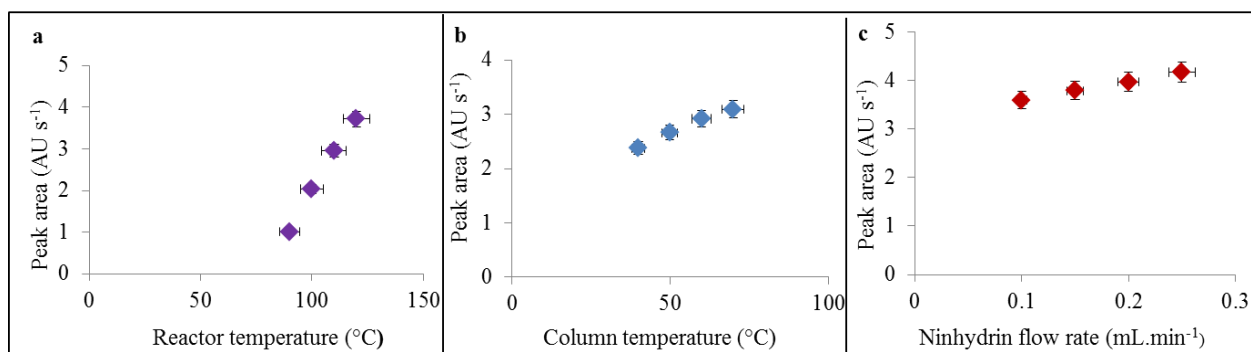 a
Peak area (AU s⁻¹)
5
4
3
2
1
0
0 50 100 150
Reactor temperature (°C)
b
Peak area (AU s⁻¹)
4
3
2
1
0
0 50 100
Column temperature (°C)
c
Peak area (AU s⁻¹)
5
4
3
2
1
0
0 0.1 0.2 0.3
Ninhydrin flow rate (mL.min⁻¹)